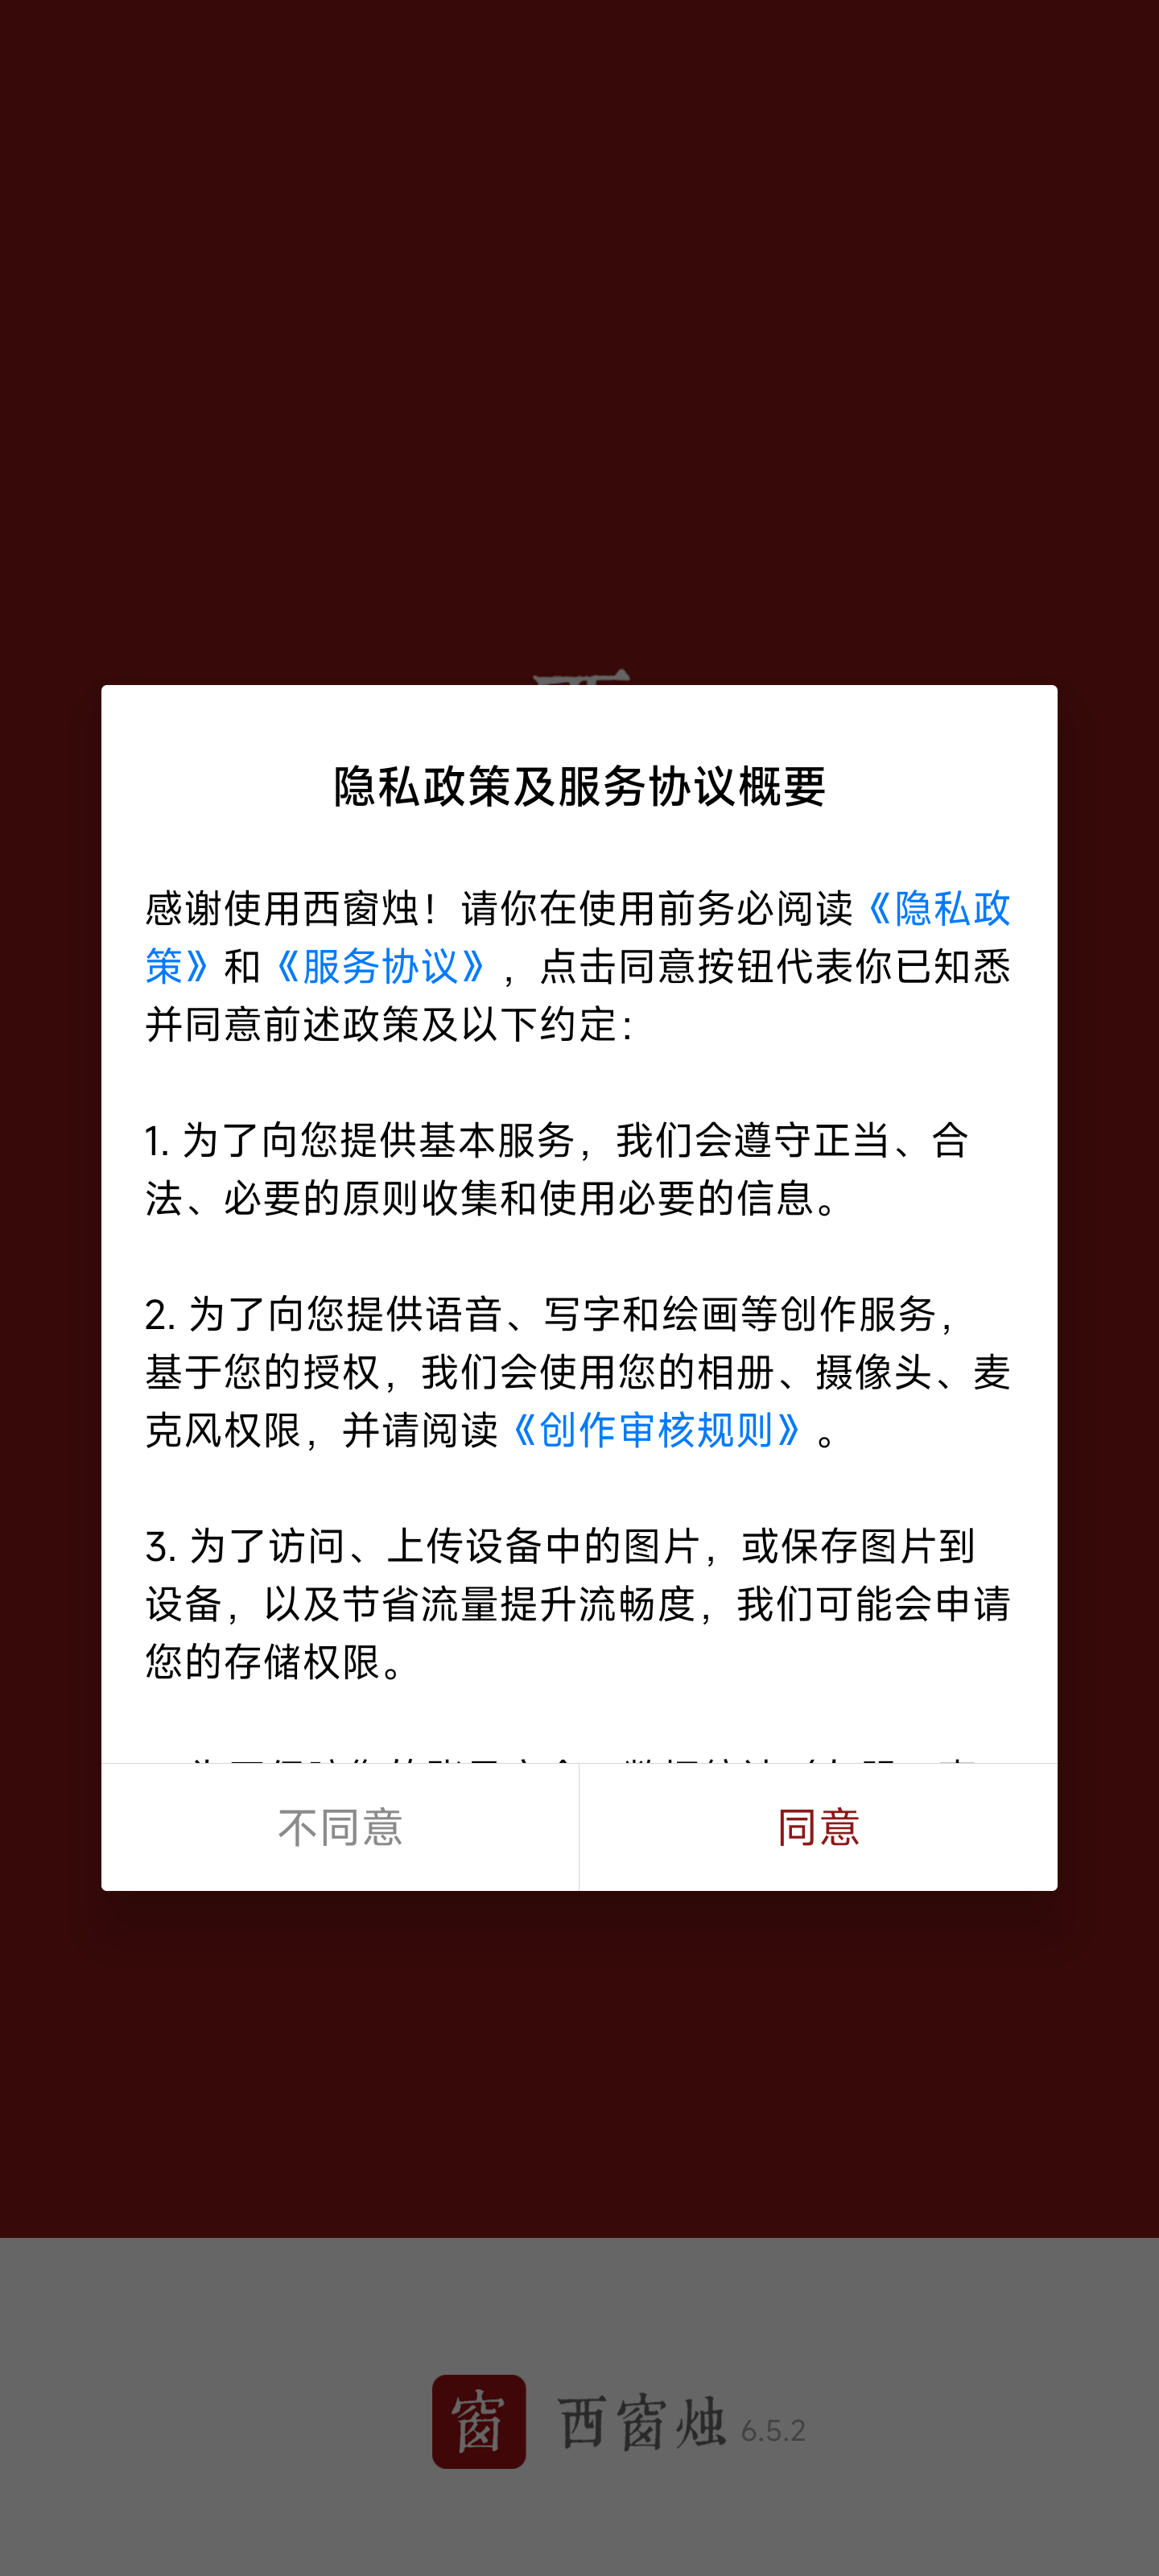 隐私政策及服务协议概要
感谢使用西窗烛！请你在使用前务必阅读《隐私政
策》和《服务协议》，点击同意按钮代表你已知悉
并同意前述政策及以下约定：
1. 为了向您提供基本服务，我们会遵守正当、合
法、必要的原则收集和使用必要的信息。
2. 为了向您提供语音、写字和绘画等创作服务，
基于您的授权，我们会使用您的相册、摄像头、麦
克风权限，并请阅读《创作审核规则》。
3. 为了访问、上传设备中的图片，或保存图片到
设备，以及节省流量提升流畅度，我们可能会申请
您的存储权限。
不同意
同意
窗
西窗烛 6.5.2